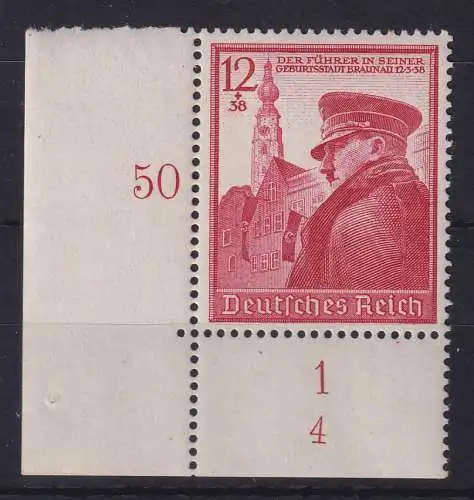 12
+
38
DER FÜHRER IN SEINER
GEBURTSSTADT BRAUNAU 12·3·38
50
Deutsches Reich
1
4